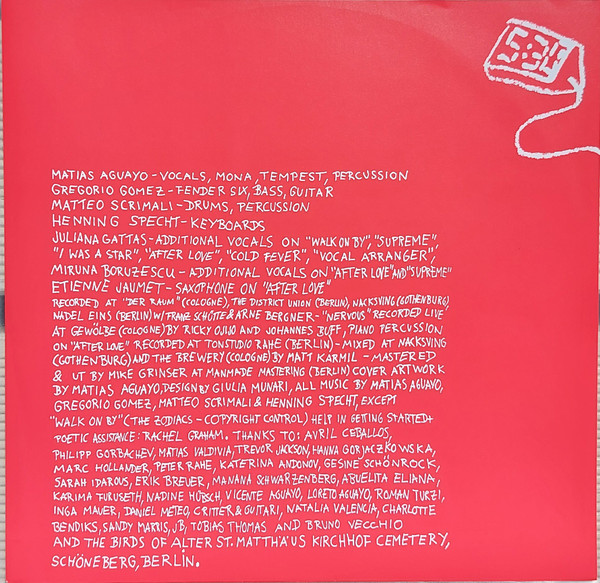 5:36
MATIAS AGUAYO - VOCALS, MONA, TEMPEST, PERCUSSION
GREGORIO GOMEZ - FENDER SIX, BASS, GUITAR
MATTEO SCRIMALI - DRUMS, PERCUSSION
HENNING SPECHT - KEYBOARDS
JULIANA GATTAS - ADDITIONAL VOCALS ON "WALK ON BY", "SUPREME",
"I WAS A STAR", "AFTER LOVE", "COLD FEVER", "VOCAL ARRANGER",
MIRUNA BORUZESCU - ADDITIONAL VOCALS ON "AFTER LOVE" AND "SUPREME"
ETIENNE JAUMET - SAXOPHONE ON "AFTER LOVE"
RECORDED AT "DER RAUM" (COLOGNE), THE DISTRICT UNION (BERLIN), NACKSVING (GOTHENBURG)
NADEL EINS (BERLIN) W/ FRANZ SCHÜTTE & ARNE BERGNER - "NERVOUS" RECORDED LIVE
AT GEWÖLBE (COLOGNE) BY RICKY OJIJO AND JOHANNES BUFF, PIANO PERCUSSION
ON "AFTER LOVE" RECORDED AT TONSTUDIO RAHE (BERLIN) - MIXED AT NACKSVING
(GOTHENBURG) AND THE BREWERY (COLOGNE) BY MATT KARMIL - MASTERED
& UT BY MIKE GRINSER AT MANMADE MASTERING (BERLIN) COVER ARTWORK
BY MATIAS AGUAYO, DESIGN BY GIULIA MUNARI, ALL MUSIC BY MATIAS AGUAYO,
GREGORIO GOMEZ, MATTEO SCRIMALI & HENNING SPECHT, EXCEPT
"WALK ON BY" (THE ZODIACS - COPYRIGHT CONTROL) HELP IN GETTING STARTED +
POETIC ASSISTANCE: RACHEL GRAHAM. THANKS TO: AVRIL CEBALLOS,
PHILIPP GORBACHEV, MATIAS VALDIVIA, TREVOR JACKSON, HANNA GORJACZKOWSKA,
MARC HOLLANDER, PETER RAHE, KATERINA ANDONOV, GESINE SCHÖNROCK,
SARAH IDAROUS, ERIK BREUER, MANANA SCHWARZENBERG, ABUELITA ELIANA,
KARIMA FURUSETH, NADINE HÜBSCH, VICENTE AGUAYO, LORETO AGUAYO, ROMAN TURZI,
INGA MAUER, DANIEL METEO, CRITTER & GUITARI, NATALIA VALENCIA, CHARLOTTE
BENDIKS, SANDY MARIS, JB, TOBIAS THOMAS AND BRUNO VECCHIO
AND THE BIRDS OF ALTER ST. MATTHÄUS KIRCHHOF CEMETERY,
SCHÖNEBERG, BERLIN.